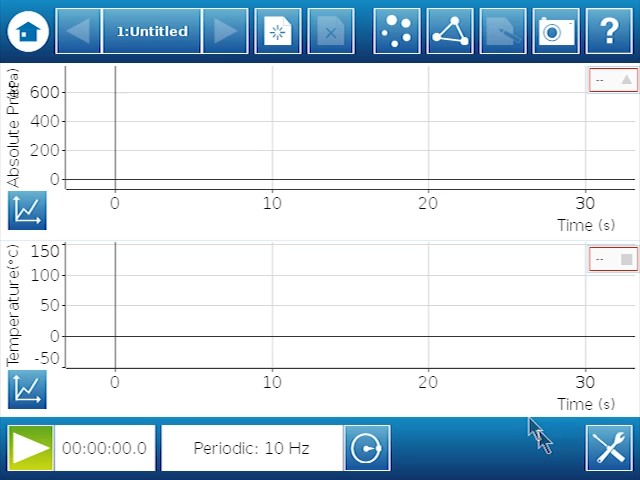 1:Untitled
?
Absolute Pre (kPa)
600
400
200
0
--
0 10 20 30
Time (s)
Temperature(°C)
150
100
50
0
-50
--
0 10 20 30
Time (s)
00:00:00.0
Periodic: 10 Hz